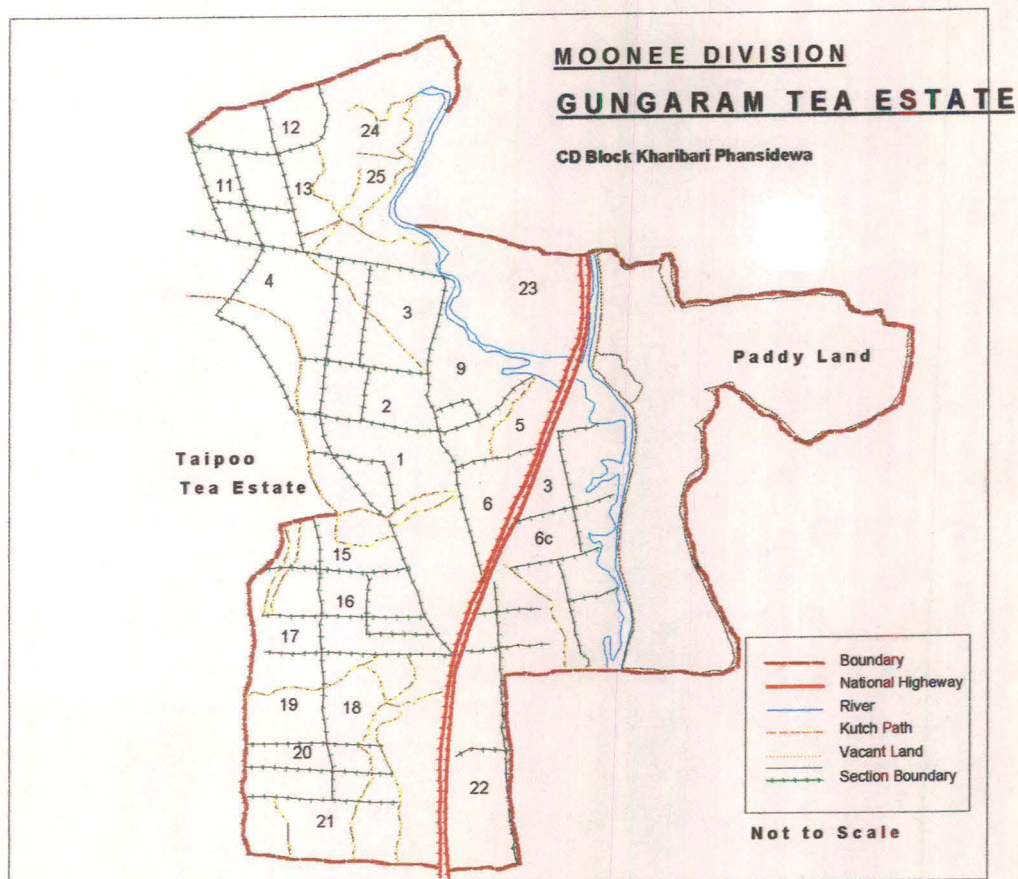 MOONEE DIVISION
GUNGARAM TEA ESTATE
CD Block Kharibari Phansidewa
12
24
11
13
25
4
3
23
9
Paddy Land
2
5
Taipoo
Tea Estate
1
6
3
6c
15
16
17
19
18
20
22
21
Boundary
National Higheway
River
Kutch Path
Vacant Land
Section Boundary
Not to Scale